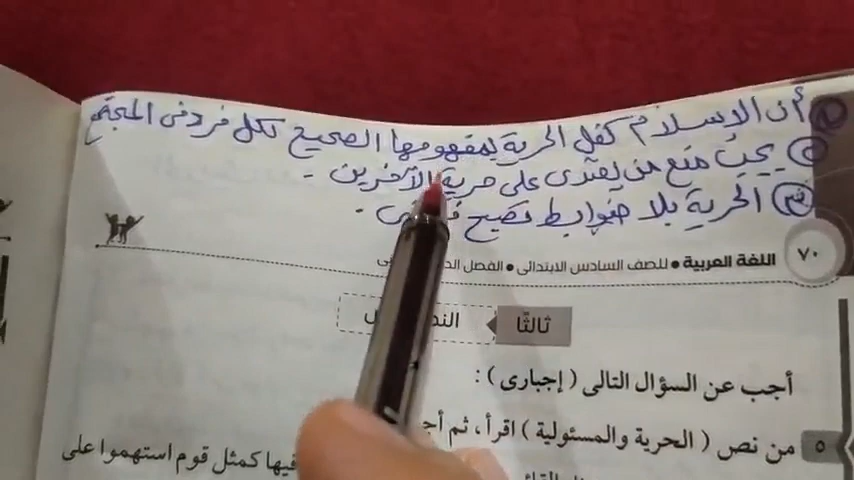 أن الإسلام كفل الحرية بمفهومها الصحيح لكل فرد فى المجتمع
يجب منع من يعتدى على حرية الآخرين .
الحرية بلا ضوابط تصبح
٧٠ اللغة العربية • للصف السادس الابتدائى • الفصل
ثالثًا
أجب عن السؤال التالى ( إجبارى ) :
٥ من نص ( الحرية والمسئولية ) اقرأ ، ثم
فيها كمثل قوم استهموا على